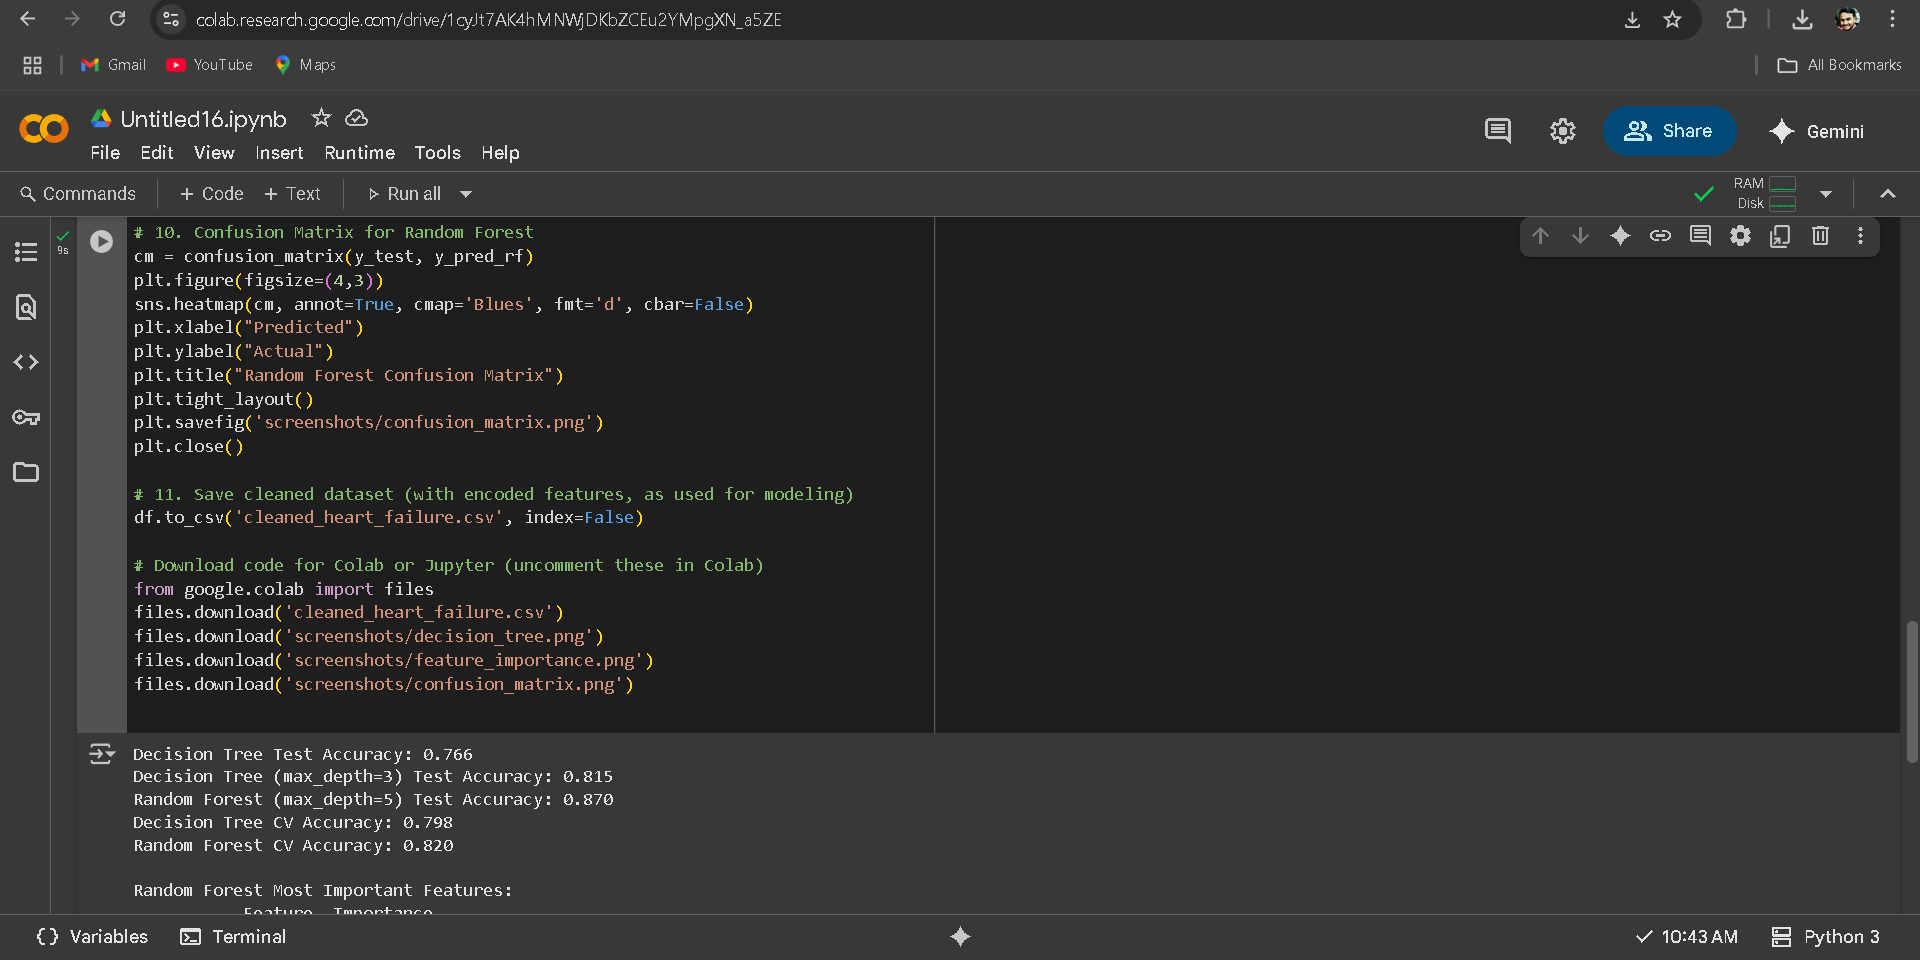 colab.research.google.com/drive/1cyJt7AK4hMNWjDKbZCEu2YMpgXN_a5ZE
Gmail YouTube Maps All Bookmarks
Untitled16.ipynb
File Edit View Insert Runtime Tools Help
Share Gemini
Commands + Code + Text Run all
RAM
Disk
9s
# 10. Confusion Matrix for Random Forest
cm = confusion_matrix(y_test, y_pred_rf)
plt.figure(figsize=(4,3))
sns.heatmap(cm, annot=True, cmap='Blues', fmt='d', cbar=False)
plt.xlabel("Predicted")
plt.ylabel("Actual")
plt.title("Random Forest Confusion Matrix")
plt.tight_layout()
plt.savefig('screenshots/confusion_matrix.png')
plt.close()
# 11. Save cleaned dataset (with encoded features, as used for modeling)
df.to_csv('cleaned_heart_failure.csv', index=False)
# Download code for Colab or Jupyter (uncomment these in Colab)
from google.colab import files
files.download('cleaned_heart_failure.csv')
files.download('screenshots/decision_tree.png')
files.download('screenshots/feature_importance.png')
files.download('screenshots/confusion_matrix.png')
Decision Tree Test Accuracy: 0.766
Decision Tree (max_depth=3) Test Accuracy: 0.815
Random Forest (max_depth=5) Test Accuracy: 0.870
Decision Tree CV Accuracy: 0.798
Random Forest CV Accuracy: 0.820
Random Forest Most Important Features:
Feature Importance
Variables Terminal
10:43 AM Python 3